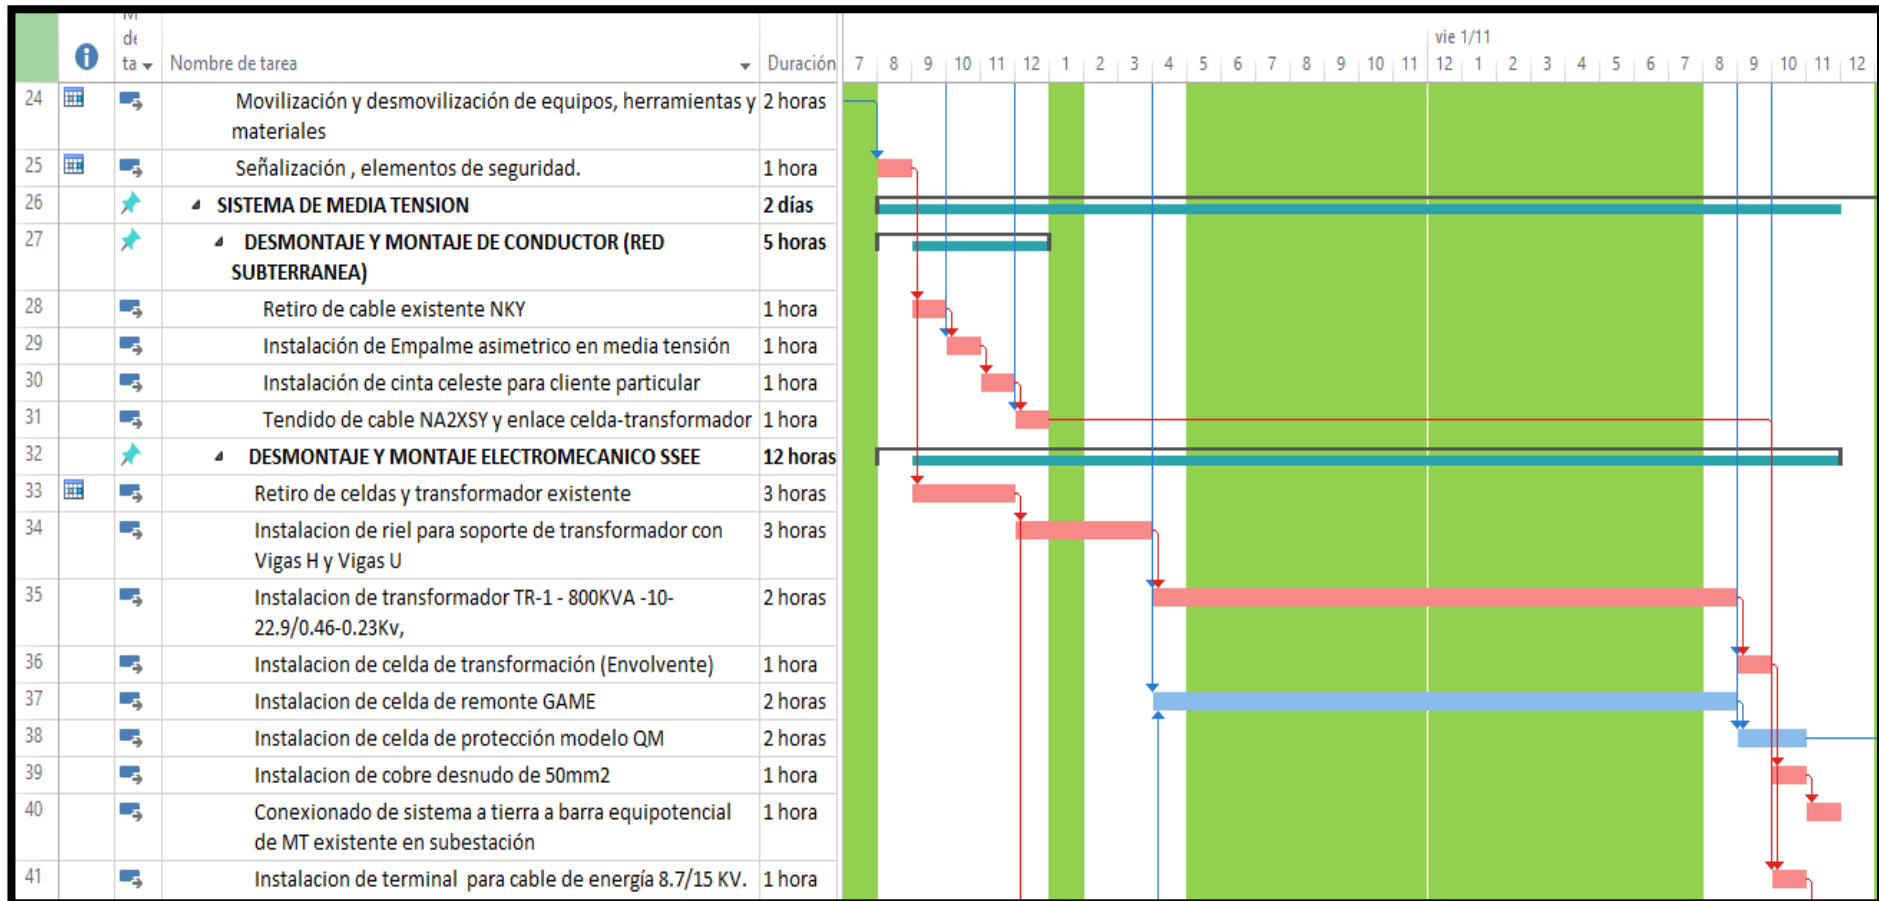 vie 1/11
de
ta Nombre de tarea Duración 7 8 9 10 11 12 1 2 3 4 5 6 7 8 9 10 11 12 1 2 3 4 5 6 7 8 9 10 11 12
24 Movilización y desmovilización de equipos, herramientas y 2 horas
materiales
25 Señalización , elementos de seguridad. 1 hora
26 SISTEMA DE MEDIA TENSION 2 días
27 DESMONTAJE Y MONTAJE DE CONDUCTOR (RED 5 horas
SUBTERRANEA)
28 Retiro de cable existente NKY 1 hora
29 Instalación de Empalme asimetrico en media tensión 1 hora
30 Instalación de cinta celeste para cliente particular 1 hora
31 Tendido de cable NA2XSY y enlace celda-transformador 1 hora
32 DESMONTAJE Y MONTAJE ELECTROMECANICO SSEE 12 horas
33 Retiro de celdas y transformador existente 3 horas
34 Instalacion de riel para soporte de transformador con 3 horas
Vigas H y Vigas U
35 Instalacion de transformador TR-1 - 800KVA -10- 2 horas
22.9/0.46-0.23Kv,
36 Instalacion de celda de transformación (Envolvente) 1 hora
37 Instalacion de celda de remonte GAME 2 horas
38 Instalacion de celda de protección modelo QM 2 horas
39 Instalacion de cobre desnudo de 50mm2 1 hora
40 Conexionado de sistema a tierra a barra equipotencial 1 hora
de MT existente en subestación
41 Instalacion de terminal para cable de energía 8.7/15 KV. 1 hora